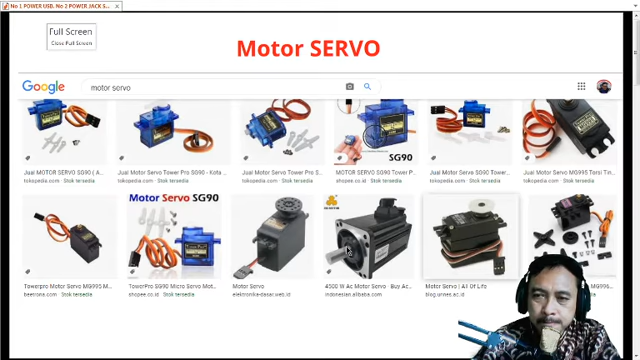 No 1 POWER USB. No 2 POWER JACK S
Full Screen
Close Full Screen
Motor SERVO
Google
motor servo
SG90
Jual MOTOR SERVO SG90 ( A...
tokopedia.com · Stok tersedia
Jual Motor Servo Tower Pro SG90 - Kota ...
tokopedia.com · Stok tersedia
Jual Motor Servo Tower Pro S...
tokopedia.com · Stok tersedia
MOTOR SERVO SG90 Tower P...
shopee.co.id · Stok tersedia
Jual Motor Servo SG90 Tower...
tokopedia.com · Stok tersedia
Jual Motor Servo MG995 Torsi Tin...
tokopedia.com · Stok tersedia
Motor Servo SG90
Towerpro Motor Servo MG995 M...
beetrona.com · Stok tersedia
TowerPro SG90 Micro Servo Mot...
shopee.co.id · Stok tersedia
Motor Servo
elektronika-dasar.web.id
4500 W Ac Motor Servo - Buy Ac...
indonesian.alibaba.com
Motor Servo | All Of Life
blog.unnes.ac.id
MG996...